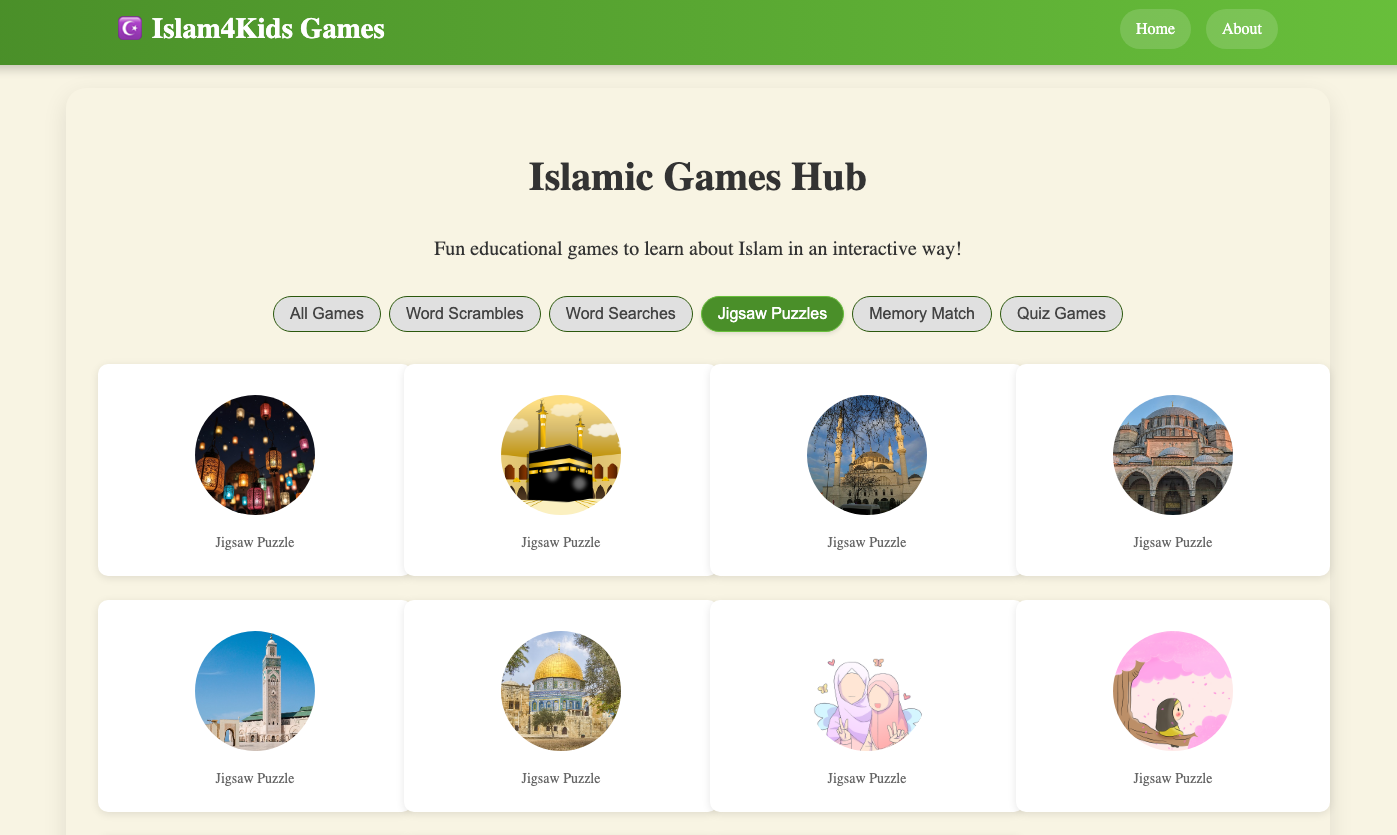 ☪️ Islam4Kids Games
Home
About
Islamic Games Hub
Fun educational games to learn about Islam in an interactive way!
All Games
Word Scrambles
Word Searches
Jigsaw Puzzles
Memory Match
Quiz Games
Jigsaw Puzzle
Jigsaw Puzzle
Jigsaw Puzzle
Jigsaw Puzzle
Jigsaw Puzzle
Jigsaw Puzzle
Jigsaw Puzzle
Jigsaw Puzzle